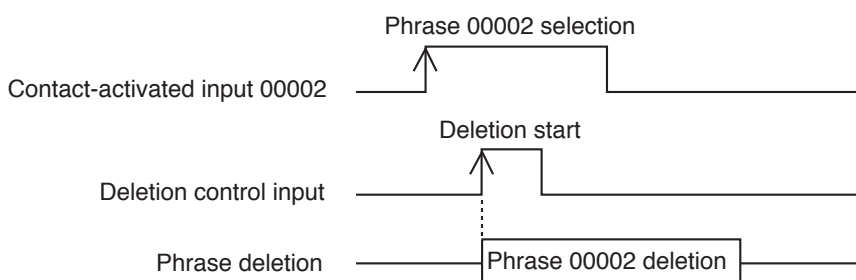 Phrase 00002 selection
Contact-activated input 00002
Deletion start
Deletion control input
Phrase deletion
Phrase 00002 deletion